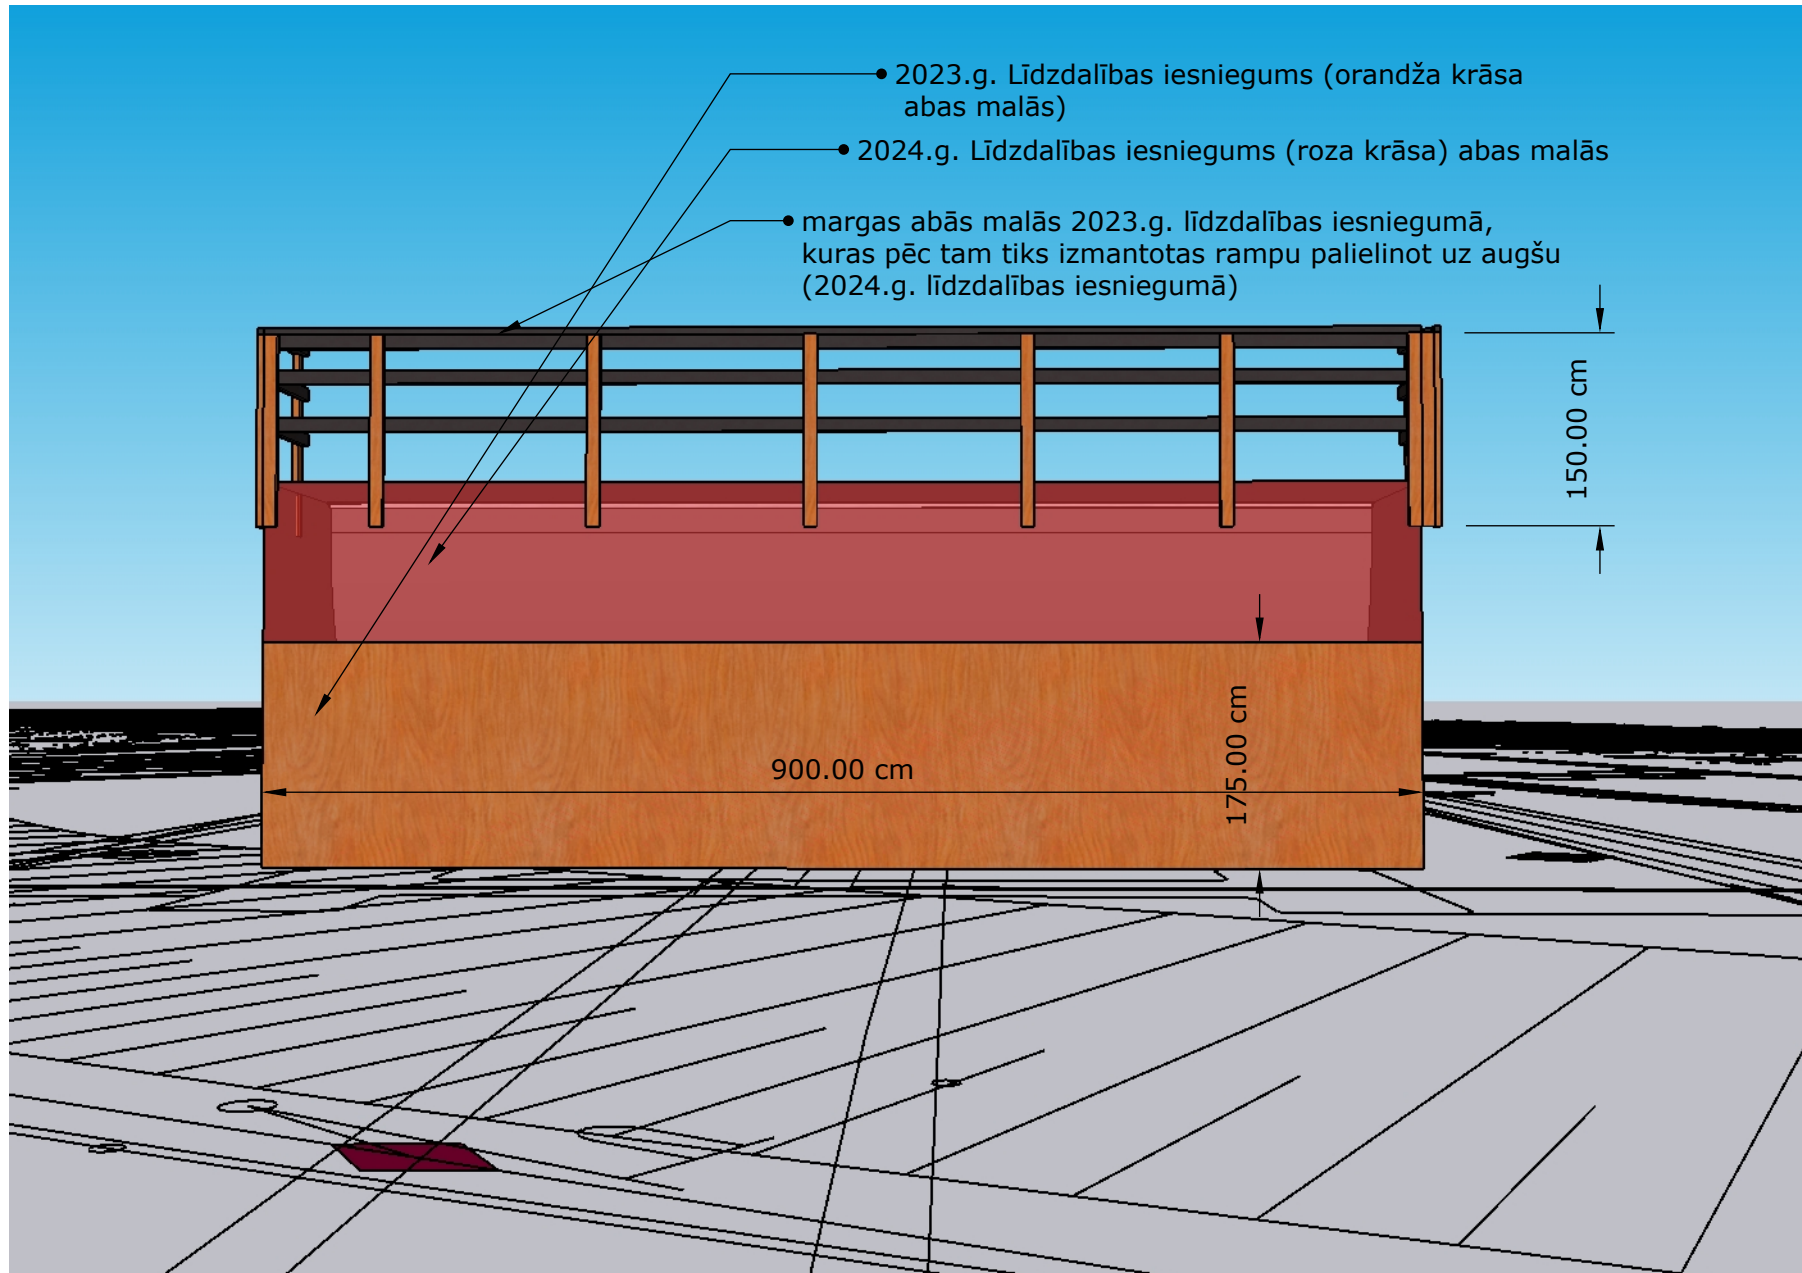 2023.g. Līdzdalības iesniegums (orandža krāsa
abas malās)
2024.g. Līdzdalības iesniegums (roza krāsa) abas malās
margas abās malās 2023.g. līdzdalības iesniegumā,
kuras pēc tam tiks izmantotas rampu palielinot uz augšu
(2024.g. līdzdalības iesniegumā)
150.00 cm
175.00 cm
900.00 cm